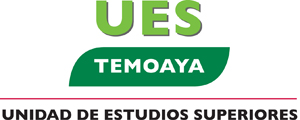 UES
TEMOAYA
UNIDAD DE ESTUDIOS SUPERIORES